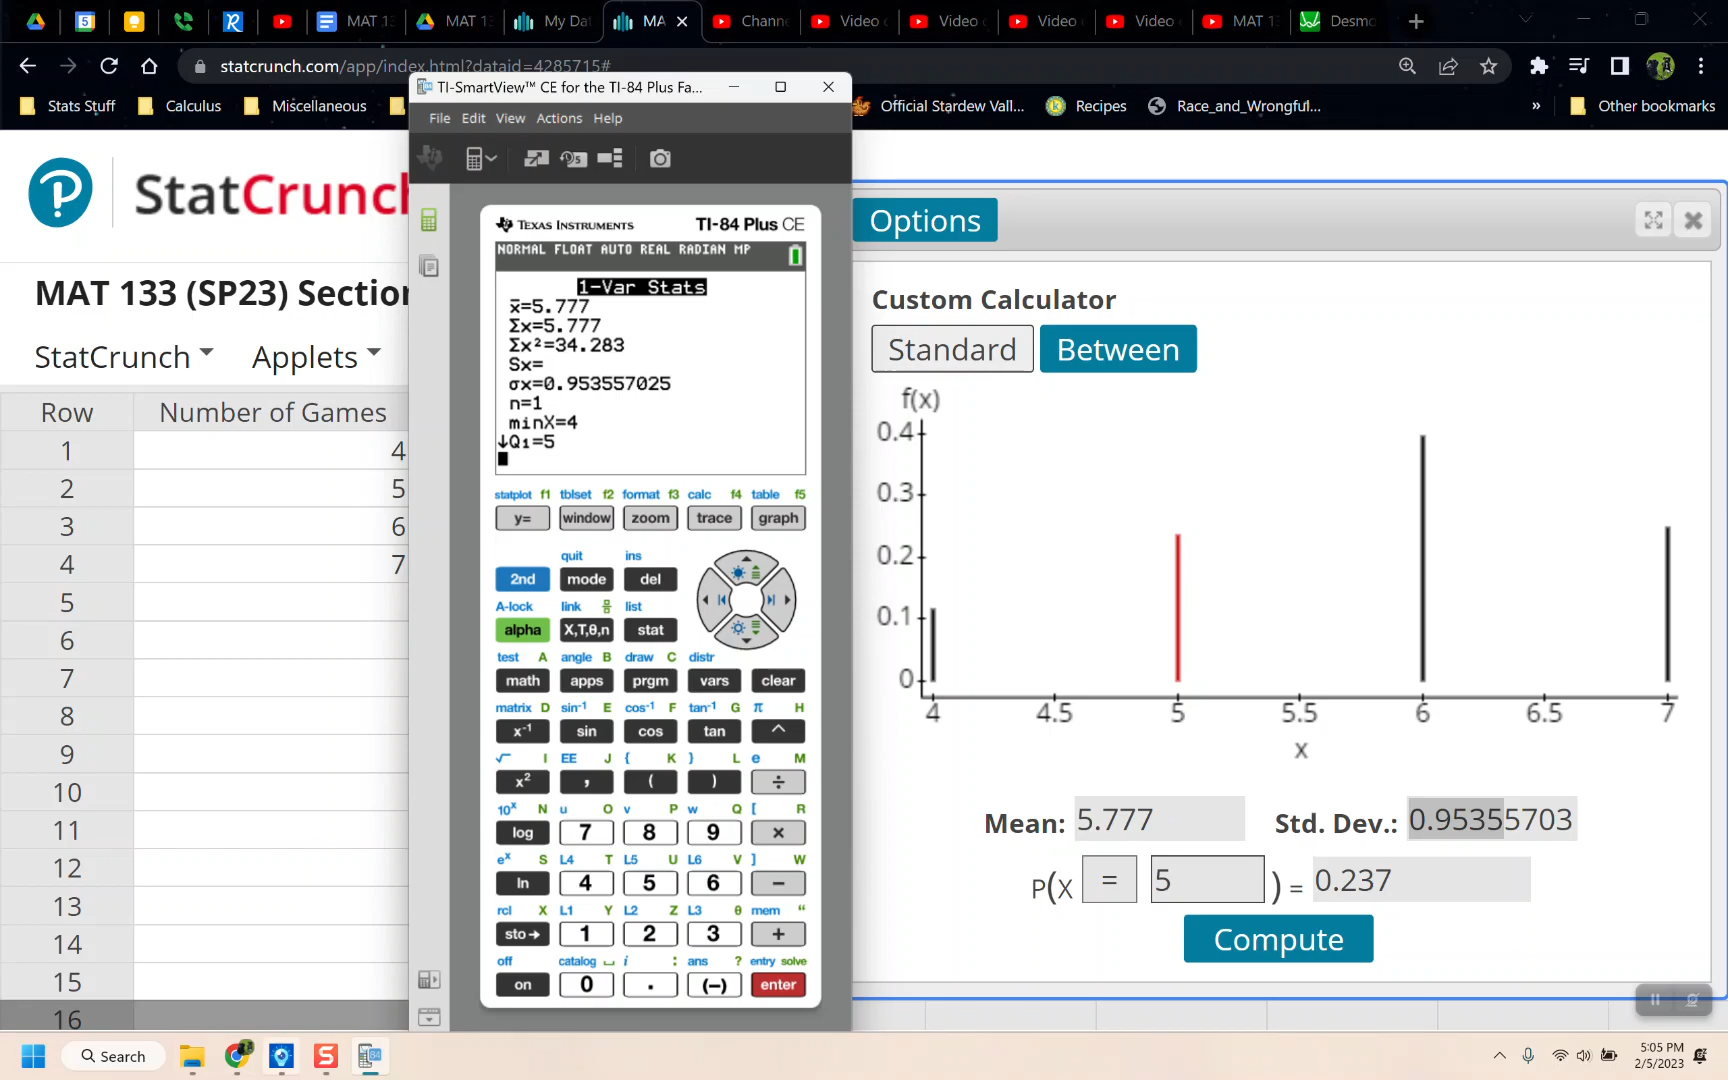 MAT 13
MAT 13
My Dat
MA
Chann
Video
Video
Video
Video
MAT 13
Desmo
statcrunch.com/app/index.html?dataid=4285715#
Stats Stuff
Calculus
Miscellaneous
Official Stardew Vall...
Recipes
Race_and_Wrongful...
»
Other bookmarks
TI-SmartView™ CE for the TI-84 Plus Fa...
File Edit View Actions Help
StatCrunch
MAT 133 (SP23) Section
StatCrunch
Applets
Row
Number of Games
1 4
2 5
3 6
4 7
5
6
7
8
9
10
11
12
13
14
15
16
TEXAS INSTRUMENTS TI-84 Plus CE
NORMAL FLOAT AUTO REAL RADIAN MP
1-Var Stats
x̄=5.777
Σx=5.777
Σx²=34.283
Sx=
σx=0.953557025
n=1
minX=4
↓Q₁=5
statplot f1 tblset f2 format f3 calc f4 table f5
y= window zoom trace graph
quit ins
2nd mode del
A-lock link list
alpha X,T,θ,n stat
test A angle B draw C distr
math apps prgm vars clear
matrix D sin⁻¹ E cos⁻¹ F tan⁻¹ G π H
x⁻¹ sin cos tan ^
√ I EE J { K } L e M
x² , ( ) ÷
10ˣ N u O v P w Q [ R
log 7 8 9 ×
eˣ S L4 T L5 U L6 V ] W
ln 4 5 6 −
rcl X L1 Y L2 Z L3 θ mem “
sto→ 1 2 3 +
off catalog i : ans ? entry solve
on 0 . (−) enter
Options
Custom Calculator
Standard Between
f(x)
0.4
0.3
0.2
0.1
0
4 4.5 5 5.5 6 6.5 7
x
Mean: 5.777 Std. Dev.: 0.95355703
P(X = 5 ) = 0.237
Compute
Search
5:05 PM
2/5/2023